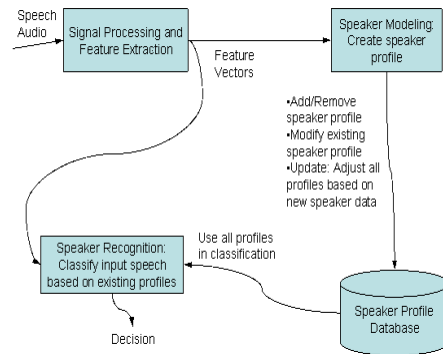 Speech
Audio
Signal Processing and
Feature Extraction
Feature
Vectors
Speaker Modeling:
Create speaker
profile
•Add/Remove
speaker profile
•Modify existing
speaker profile
•Update: Adjust all
profiles based on
new speaker data
Speaker Recognition:
Classify input speech
based on existing profiles
Use all profiles
in classification
Decision
Speaker Profile
Database